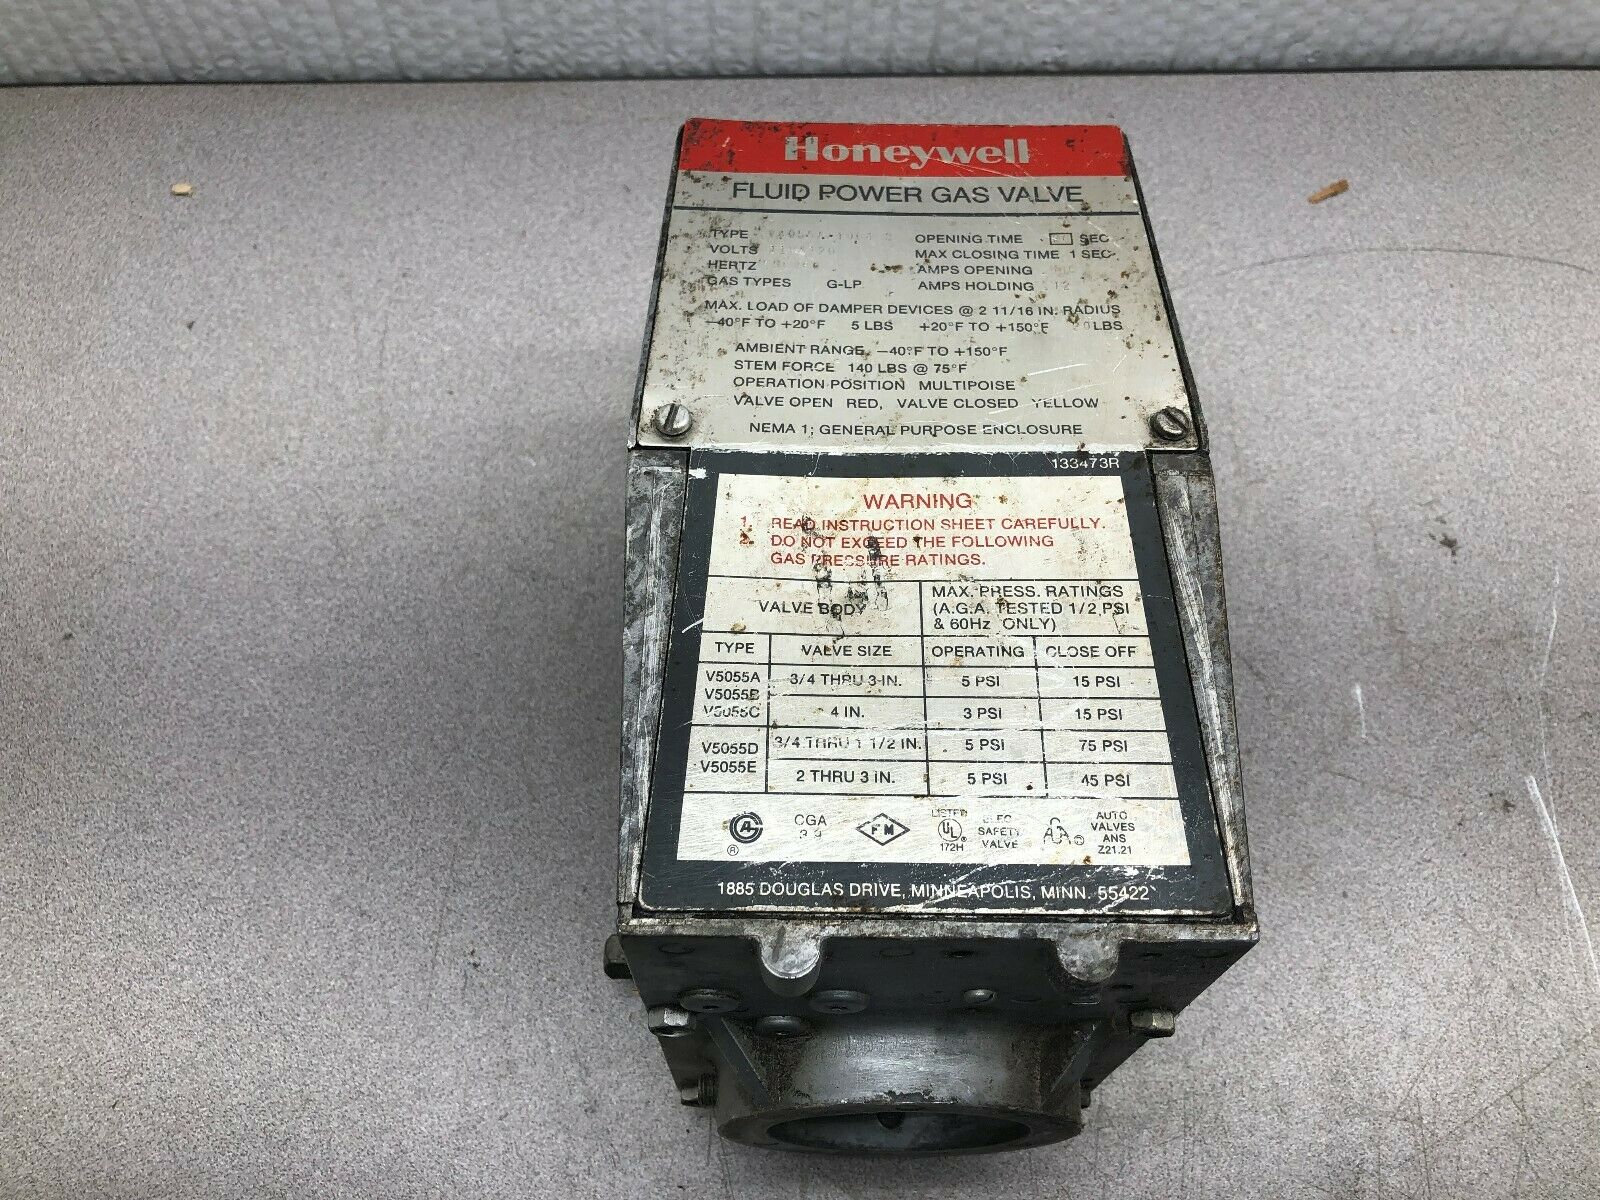 Honeywell
FLUID POWER GAS VALVE
TYPE
OPENING TIME SEC
VOLTS
MAX CLOSING TIME 1 SEC
HERTZ
AMPS OPENING
GAS TYPES G-LP
AMPS HOLDING
MAX. LOAD OF DAMPER DEVICES @ 2 11/16 IN. RADIUS
—40°F TO +20°F 5 LBS +20°F TO +150°F LBS
AMBIENT RANGE —40°F TO +150°F
STEM FORCE 140 LBS @ 75°F
OPERATION POSITION MULTIPOISE
VALVE OPEN RED, VALVE CLOSED YELLOW
NEMA 1; GENERAL PURPOSE ENCLOSURE
133473R
WARNING
1. READ INSTRUCTION SHEET CAREFULLY.
2. DO NOT EXCEED THE FOLLOWING
GAS PRESSURE RATINGS.
VALVE BODY
MAX. PRESS. RATINGS
(A.G.A. TESTED 1/2 PSI
& 60Hz ONLY)
TYPE VALVE SIZE OPERATING CLOSE OFF
V5055A
V5055B
V5055C
3/4 THRU 3 IN. 5 PSI 15 PSI
4 IN. 3 PSI 15 PSI
V5055D
V5055E
3/4 THRU 1 1/2 IN. 5 PSI 75 PSI
2 THRU 3 IN. 5 PSI 45 PSI
CGA
3.9
FM
LISTED
UL
172H
ELEC
SAFETY
VALVE
AUTO
VALVES
ANS
Z21.21
1885 DOUGLAS DRIVE, MINNEAPOLIS, MINN. 55422